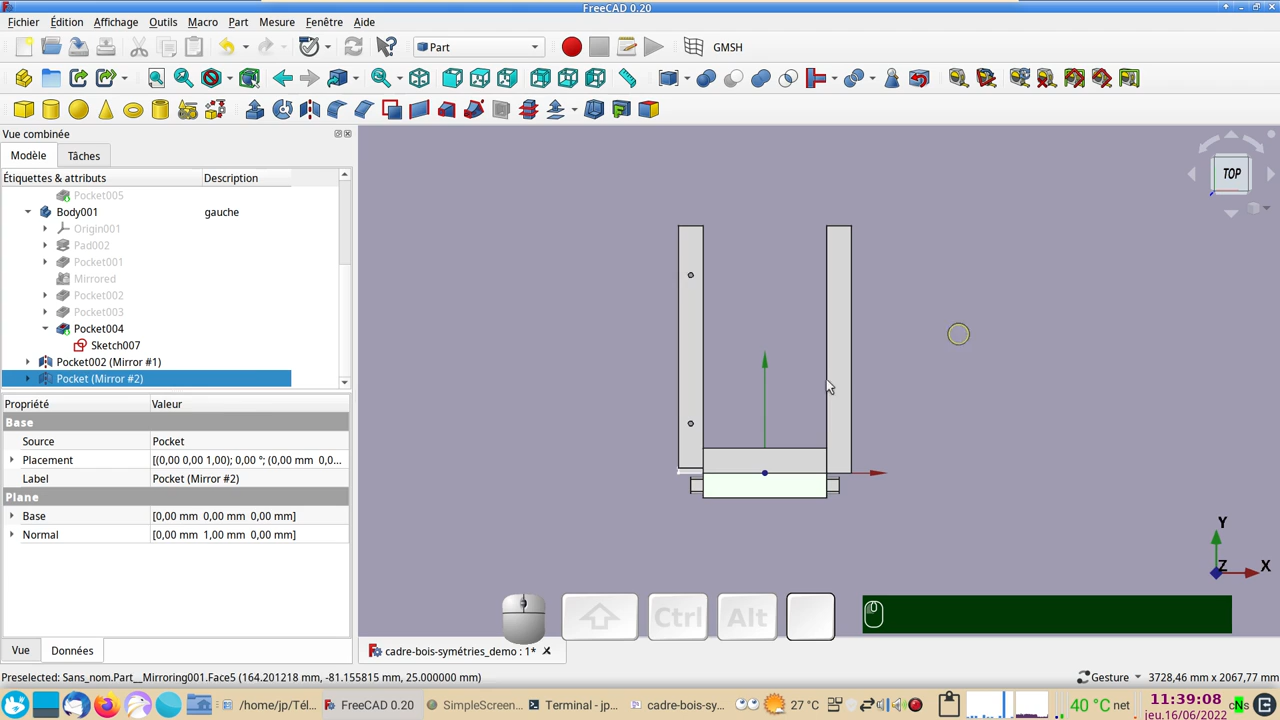 FreeCAD 0.20
Fichier Édition Affichage Outils Macro Part Mesure Fenêtre Aide
Part
GMSH
Vue combinée
Modèle Tâches
Étiquettes & attributs Description
Pocket005
Body001 gauche
Origin001
Pad002
Pocket001
Mirrored
Pocket002
Pocket003
Pocket004
Sketch007
Pocket002 (Mirror #1)
Pocket (Mirror #2)
Propriété Valeur
Base
Source Pocket
Placement [(0,00 0,00 1,00); 0,00 °; (0,00 mm 0,0...
Label Pocket (Mirror #2)
Plane
Base [0,00 mm 0,00 mm 0,00 mm]
Normal [0,00 mm 1,00 mm 0,00 mm]
Vue Données
TOP
Y
Z X
Ctrl Alt
cadre-bois-symétries_demo : 1*
Preselected: Sans_nom.Part__Mirroring001.Face5 (164.201218 mm, -81.155815 mm, 25.000000 mm)
Gesture 3728,46 mm x 2067,77 mm
/home/jp/Tél... FreeCAD 0.20 SimpleScreen... Terminal - jp... cadre-bois-sy...
27 °C
40 °C net
11:39:08
jeu.16/06/2022